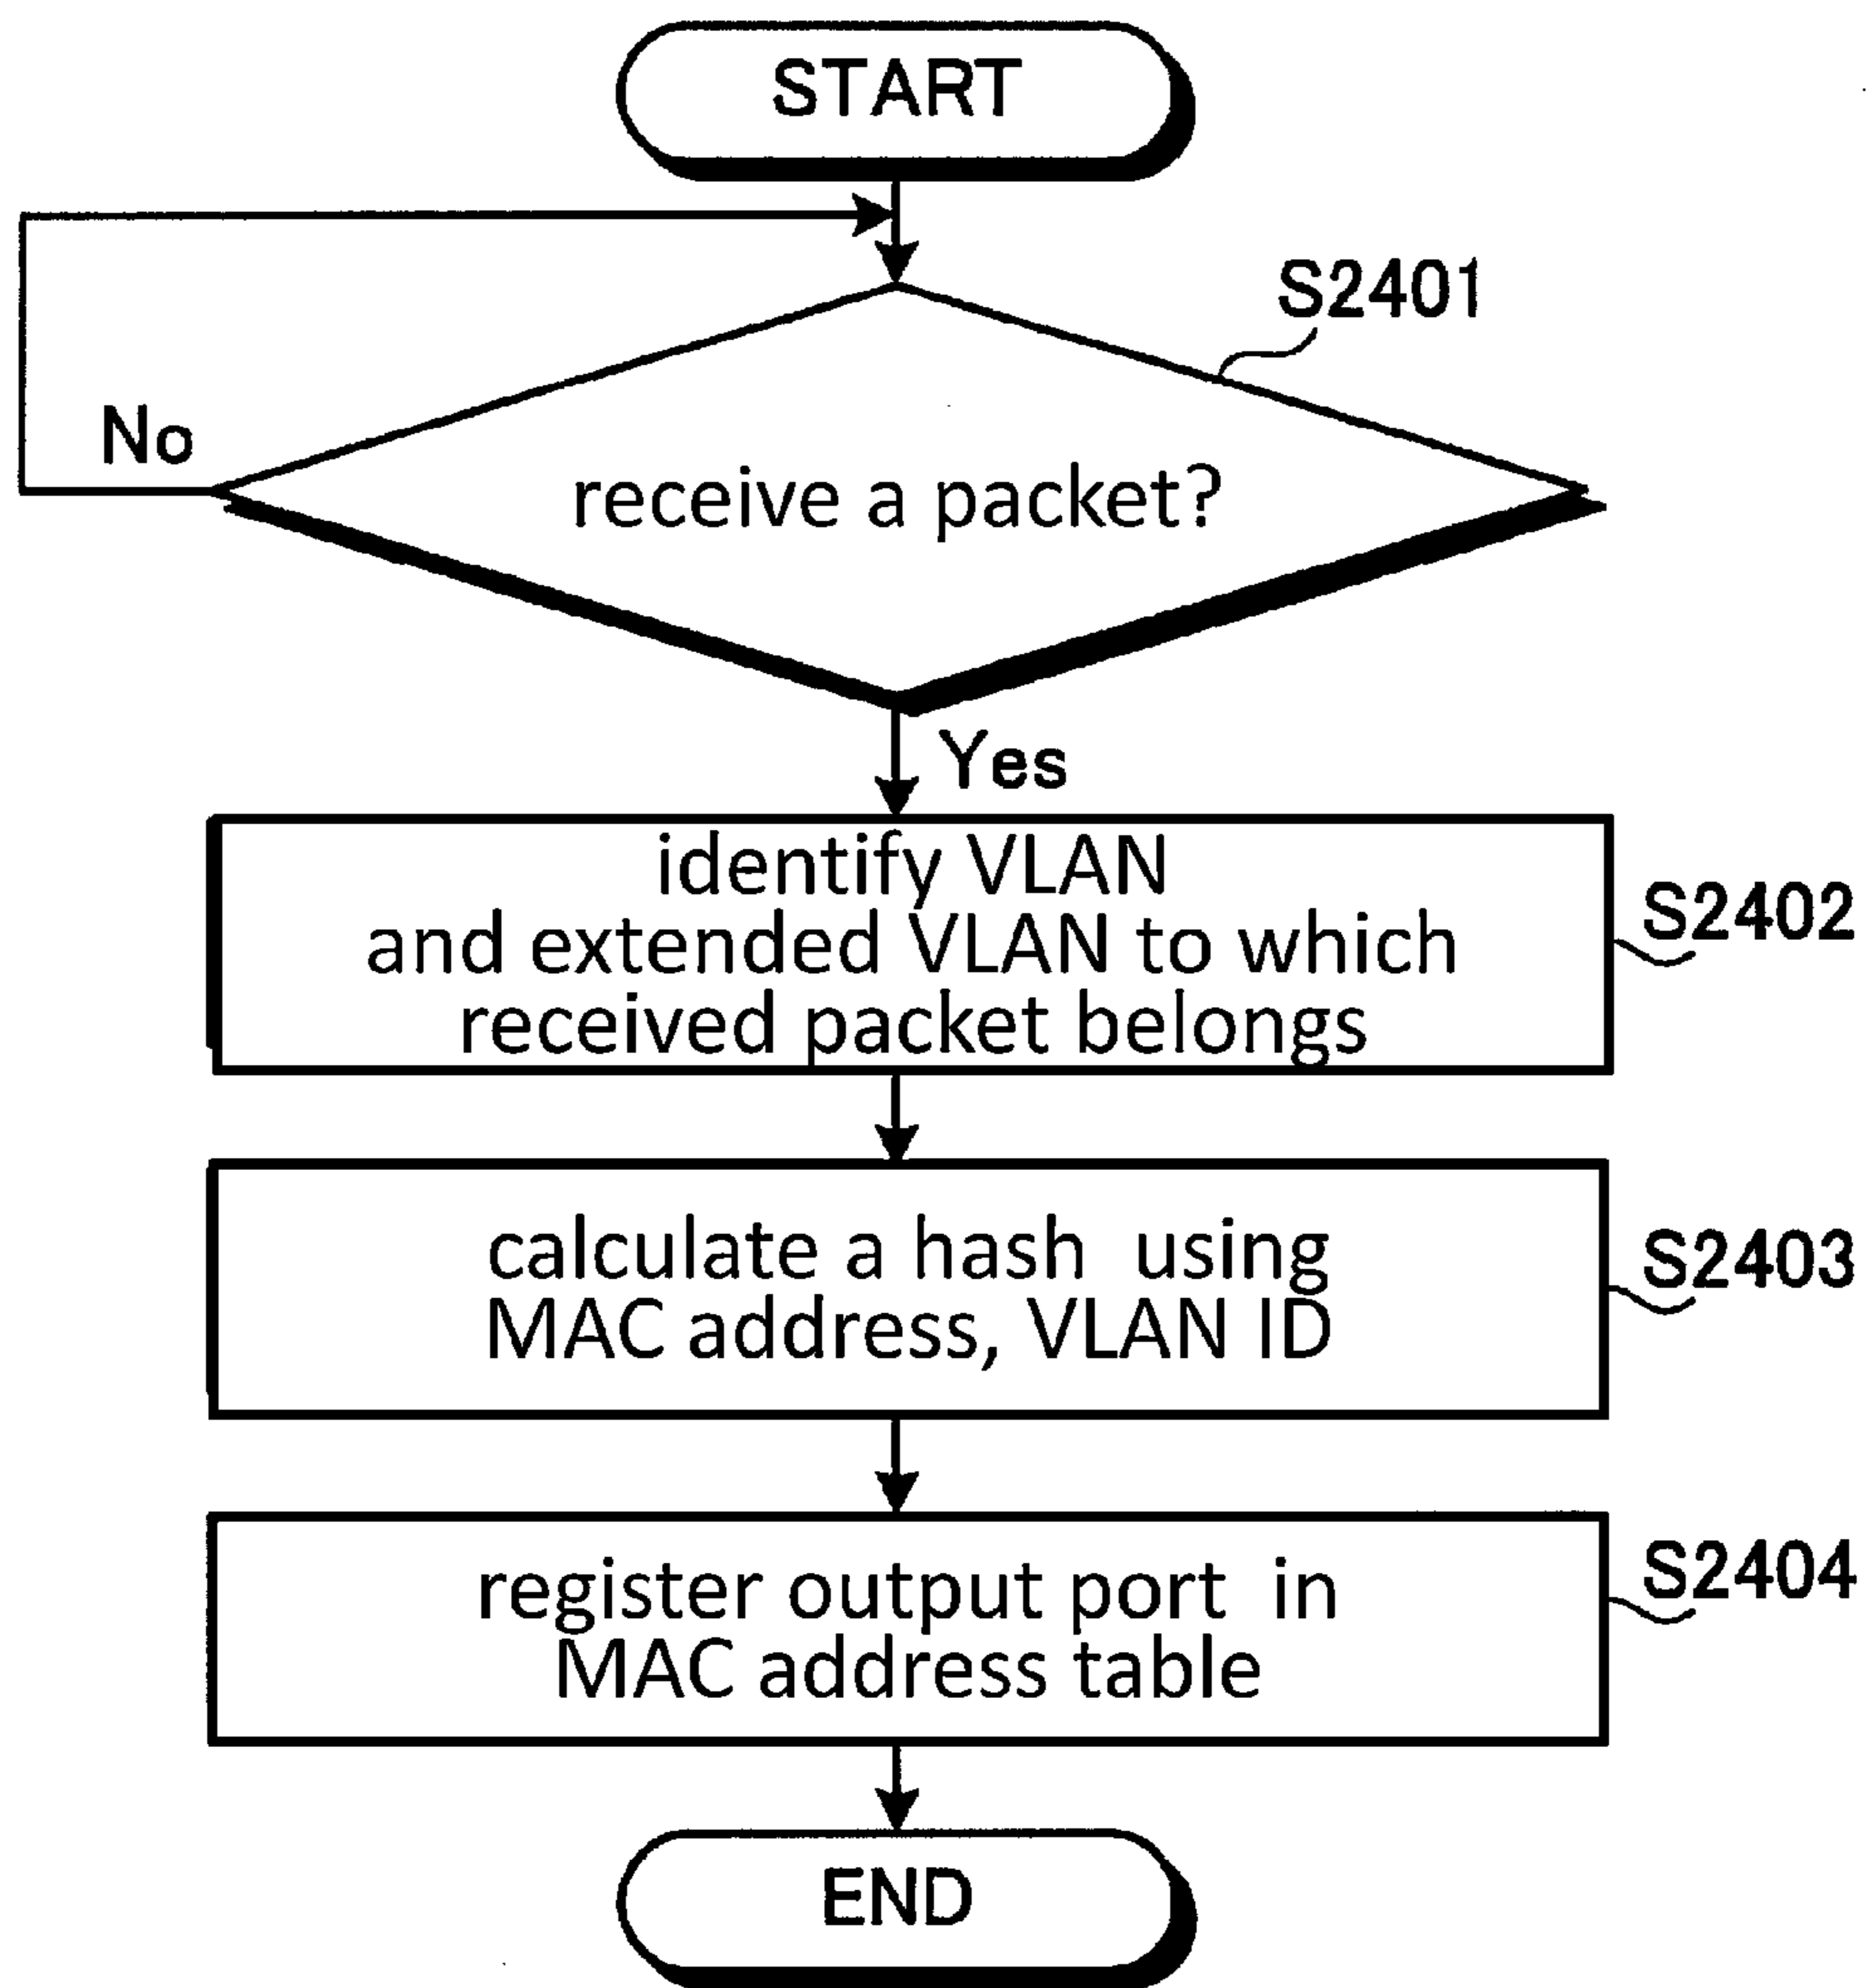 START
S2401
No
receive a packet?
Yes
identify VLAN
and extended VLAN to which
received packet belongs
S2402
calculate a hash using
MAC address, VLAN ID
S2403
register output port in
MAC address table
S2404
END